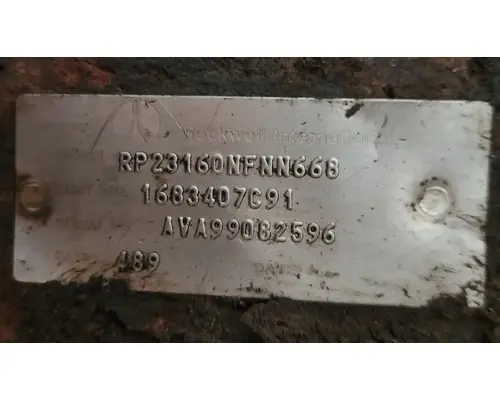 Rockwell International
RP23160NFNN668
1683407C91
AVA99082596
489